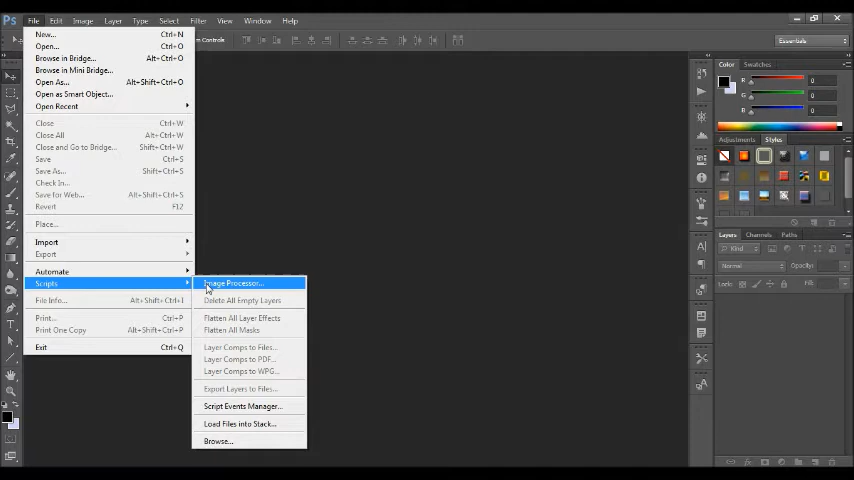 Ps File Edit Image Layer Type Select Filter View Window Help
Controls
Essentials
New... Ctrl+N
Open... Ctrl+O
Browse in Bridge... Alt+Ctrl+O
Browse in Mini Bridge...
Open As... Alt+Shift+Ctrl+O
Open as Smart Object...
Open Recent
Close Ctrl+W
Close All Alt+Ctrl+W
Close and Go to Bridge... Shift+Ctrl+W
Save Ctrl+S
Save As... Shift+Ctrl+S
Check In...
Save for Web... Alt+Shift+Ctrl+S
Revert F12
Place...
Import
Export
Automate
Scripts
File Info... Alt+Shift+Ctrl+I
Print... Ctrl+P
Print One Copy Alt+Shift+Ctrl+P
Exit Ctrl+Q
Image Processor...
Delete All Empty Layers
Flatten All Layer Effects
Flatten All Masks
Layer Comps to Files...
Layer Comps to PDF...
Layer Comps to WPG...
Export Layers to Files...
Script Events Manager...
Load Files into Stack...
Browse...
Color Swatches
R 0
G 0
B 0
Adjustments Styles
Layers Channels Paths
Kind
Normal Opacity:
Lock: Fill: